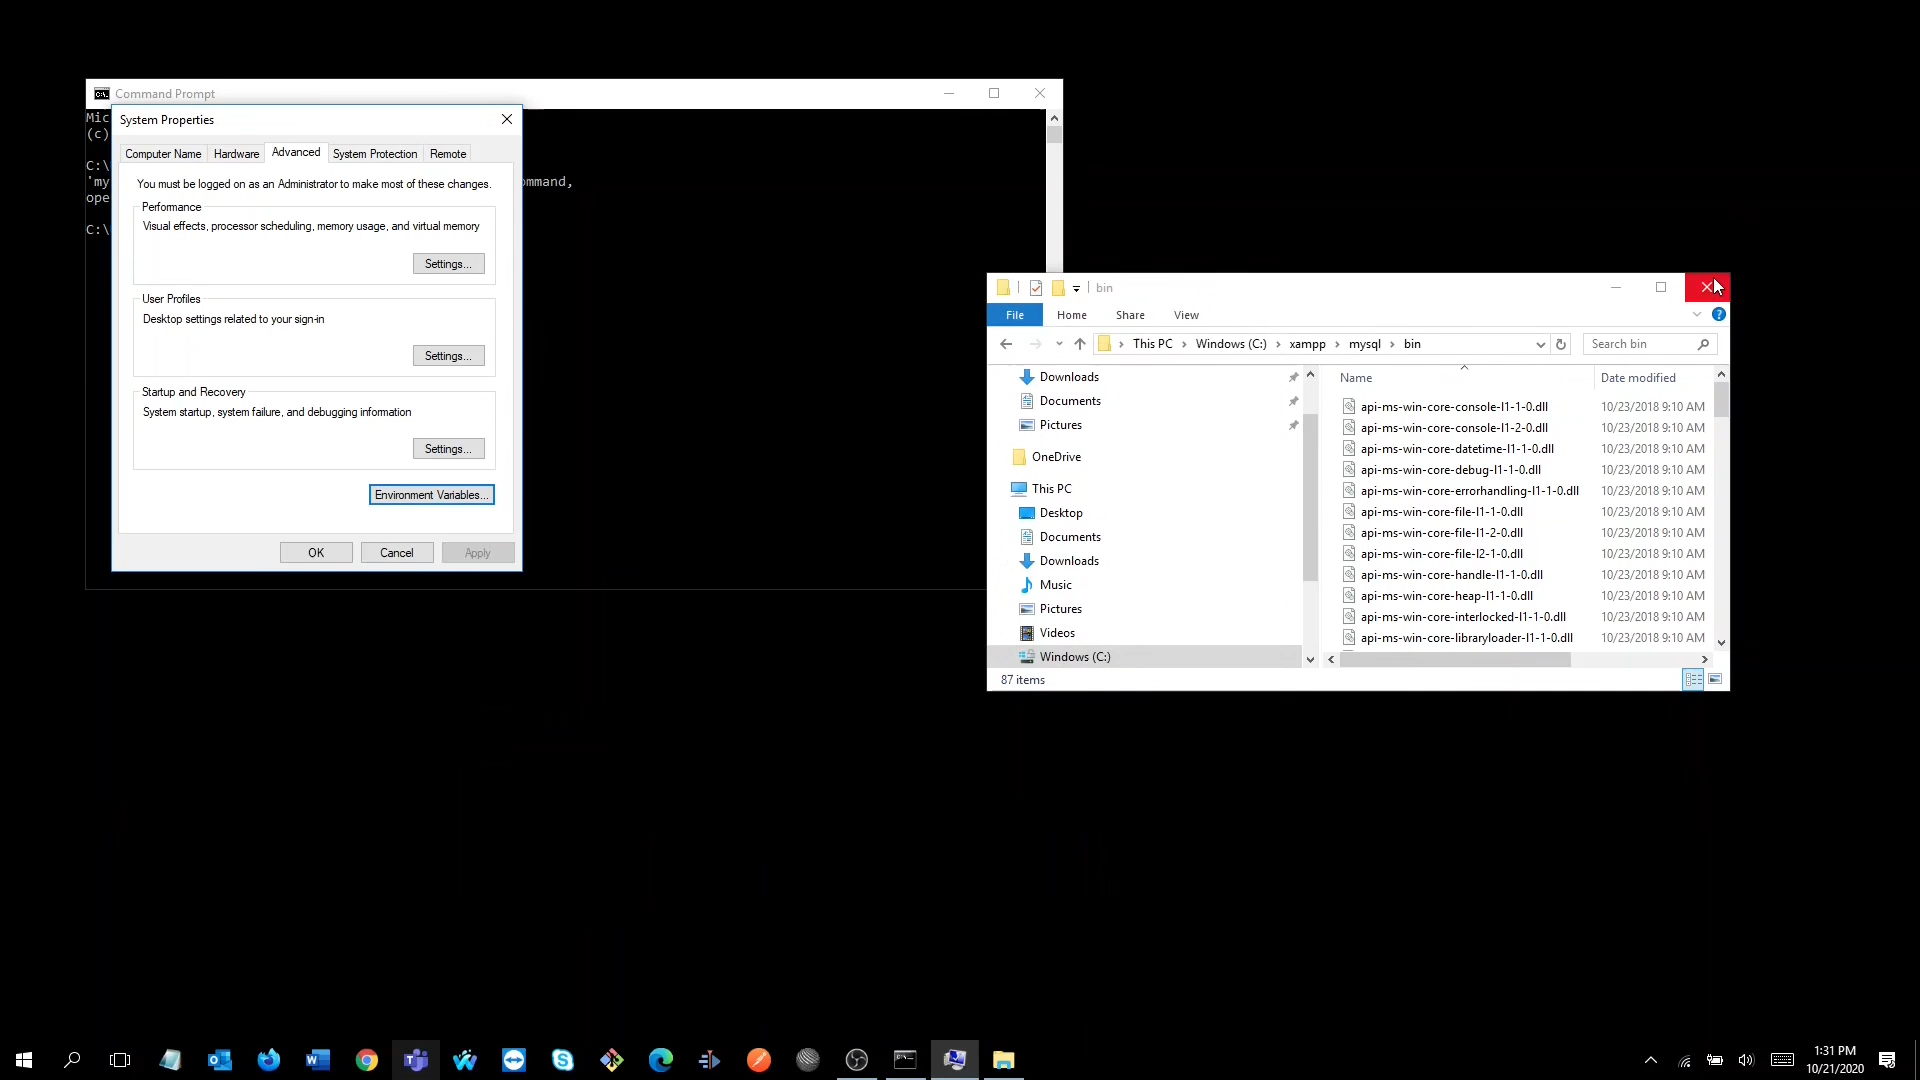 Command Prompt
Mic
(c)
C:\
'my
ommand,
ope
C:\
System Properties
Computer Name
Hardware
Advanced
System Protection
Remote
You must be logged on as an Administrator to make most of these changes.
Performance
Visual effects, processor scheduling, memory usage, and virtual memory
Settings...
User Profiles
Desktop settings related to your sign-in
Settings...
Startup and Recovery
System startup, system failure, and debugging information
Settings...
Environment Variables...
OK
Cancel
Apply
bin
File
Home
Share
View
This PC
Windows (C:)
xampp
mysql
bin
Search bin
Downloads
Documents
Pictures
OneDrive
This PC
Desktop
Documents
Downloads
Music
Pictures
Videos
Windows (C:)
Name
Date modified
api-ms-win-core-console-l1-1-0.dll 10/23/2018 9:10 AM
api-ms-win-core-console-l1-2-0.dll 10/23/2018 9:10 AM
api-ms-win-core-datetime-l1-1-0.dll 10/23/2018 9:10 AM
api-ms-win-core-debug-l1-1-0.dll 10/23/2018 9:10 AM
api-ms-win-core-errorhandling-l1-1-0.dll 10/23/2018 9:10 AM
api-ms-win-core-file-l1-1-0.dll 10/23/2018 9:10 AM
api-ms-win-core-file-l1-2-0.dll 10/23/2018 9:10 AM
api-ms-win-core-file-l2-1-0.dll 10/23/2018 9:10 AM
api-ms-win-core-handle-l1-1-0.dll 10/23/2018 9:10 AM
api-ms-win-core-heap-l1-1-0.dll 10/23/2018 9:10 AM
api-ms-win-core-interlocked-l1-1-0.dll 10/23/2018 9:10 AM
api-ms-win-core-libraryloader-l1-1-0.dll 10/23/2018 9:10 AM
87 items
1:31 PM
10/21/2020